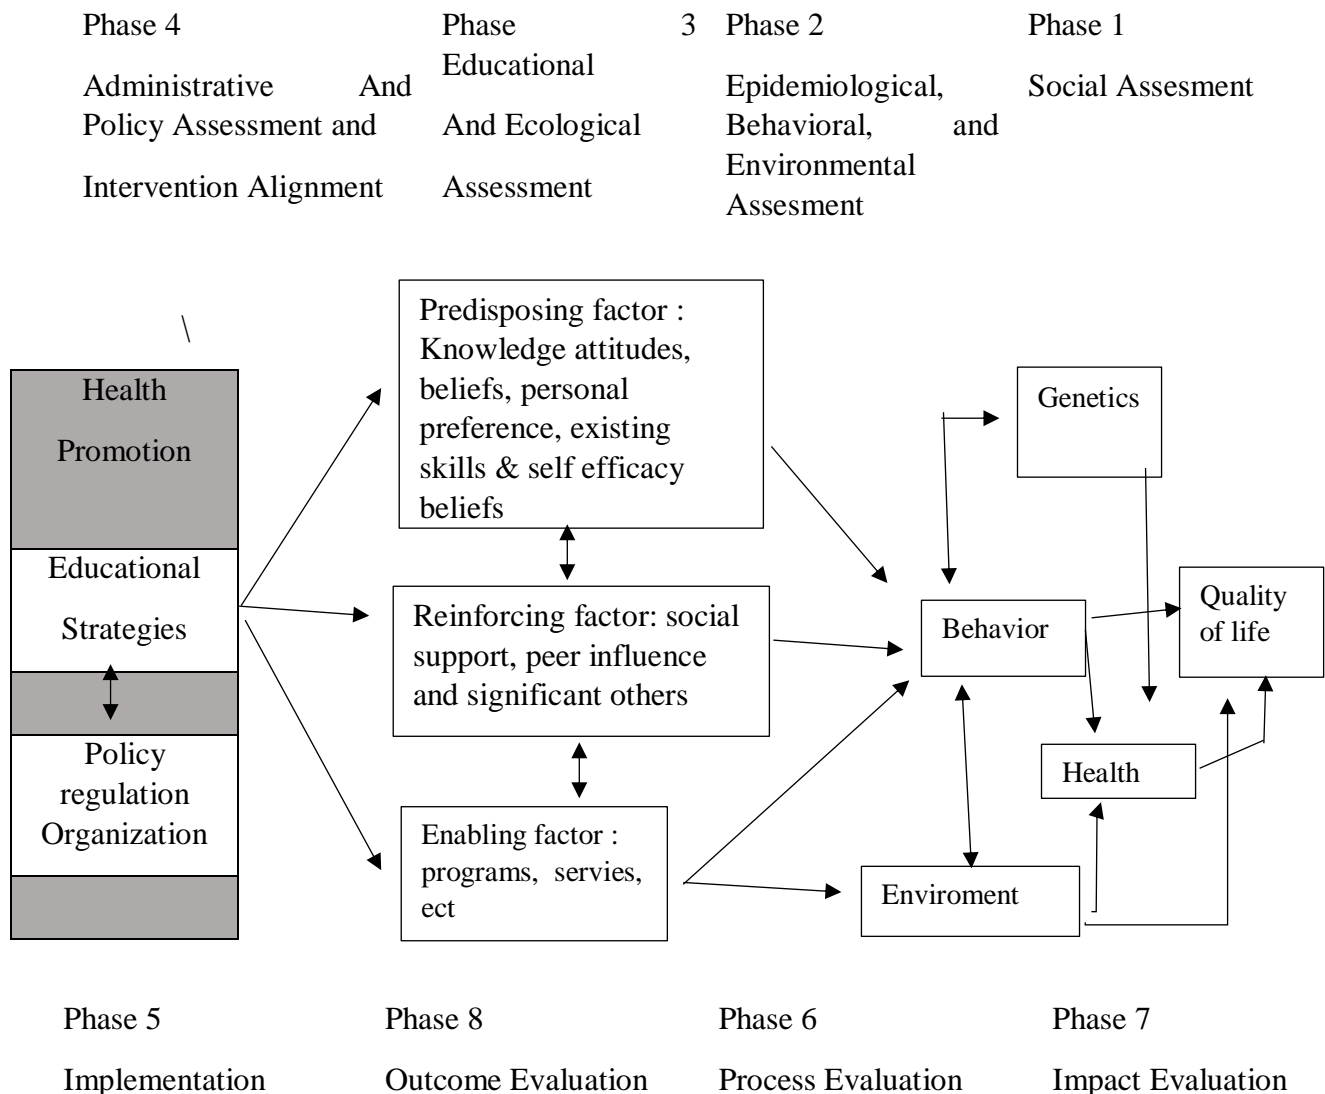 Phase 4
Administrative And
Policy Assessment and
Intervention Alignment
Phase 3
Educational
And Ecological
Assessment
Phase 2
Epidemiological,
Behavioral, and
Environmental
Assesment
Phase 1
Social Assesment
\
Health
Promotion
Educational
Strategies
Policy
regulation
Organization
Predisposing factor :
Knowledge attitudes,
beliefs, personal
preference, existing
skills & self efficacy
beliefs
Reinforcing factor: social
support, peer influence
and significant others
Enabling factor :
programs, servies,
ect
Genetics
Behavior
Quality
of life
Health
Enviroment
Phase 5
Implementation
Phase 8
Outcome Evaluation
Phase 6
Process Evaluation
Phase 7
Impact Evaluation